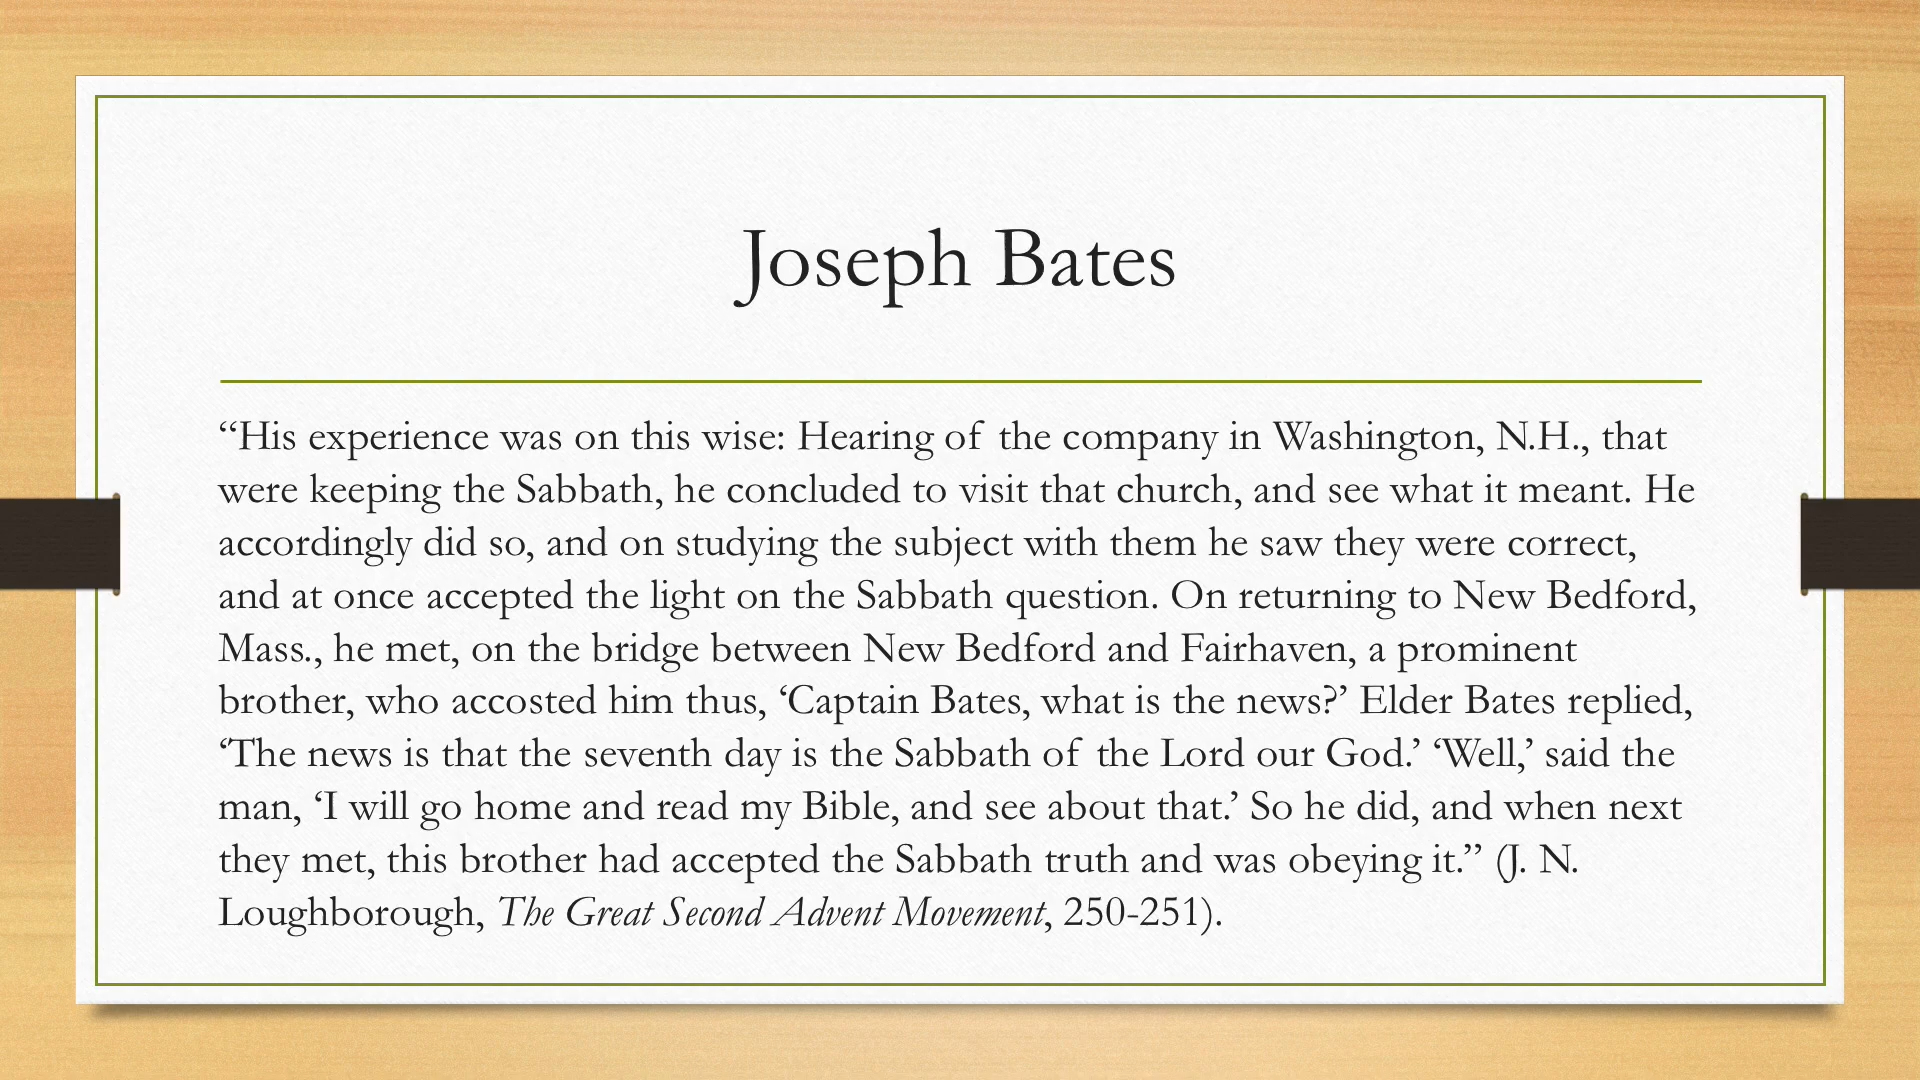 Joseph Bates
“His experience was on this wise: Hearing of the company in Washington, N.H., that
were keeping the Sabbath, he concluded to visit that church, and see what it meant. He
accordingly did so, and on studying the subject with them he saw they were correct,
and at once accepted the light on the Sabbath question. On returning to New Bedford,
Mass., he met, on the bridge between New Bedford and Fairhaven, a prominent
brother, who accosted him thus, ‘Captain Bates, what is the news?’ Elder Bates replied,
‘The news is that the seventh day is the Sabbath of the Lord our God.’ ‘Well,’ said the
man, ‘I will go home and read my Bible, and see about that.’ So he did, and when next
they met, this brother had accepted the Sabbath truth and was obeying it.” (J. N.
Loughborough, The Great Second Advent Movement, 250-251).